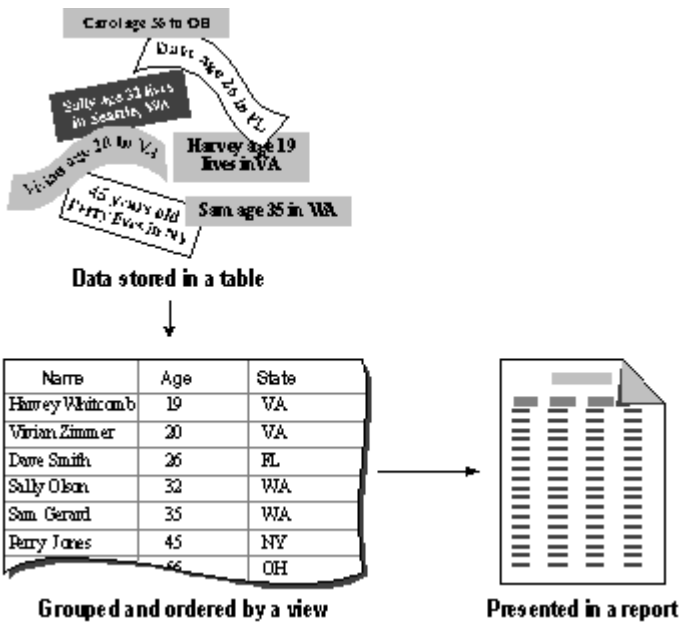 Carol age 56 in OH
Dave age 26 in FL
Sally age 32 lives
in Seattle, WA
Vivian age 20 in VA
Harvey age 19
lives in VA
45 years old
Perry lives in NY
Sam age 35 in WA
Data stored in a table
Name Age State
Harvey Whitcomb 19 VA
Vivian Zimmer 20 VA
Dave Smith 26 FL
Sally Olson 32 WA
Sam Gerard 35 WA
Perry Jones 45 NY
OH
Grouped and ordered by a view
Presented in a report